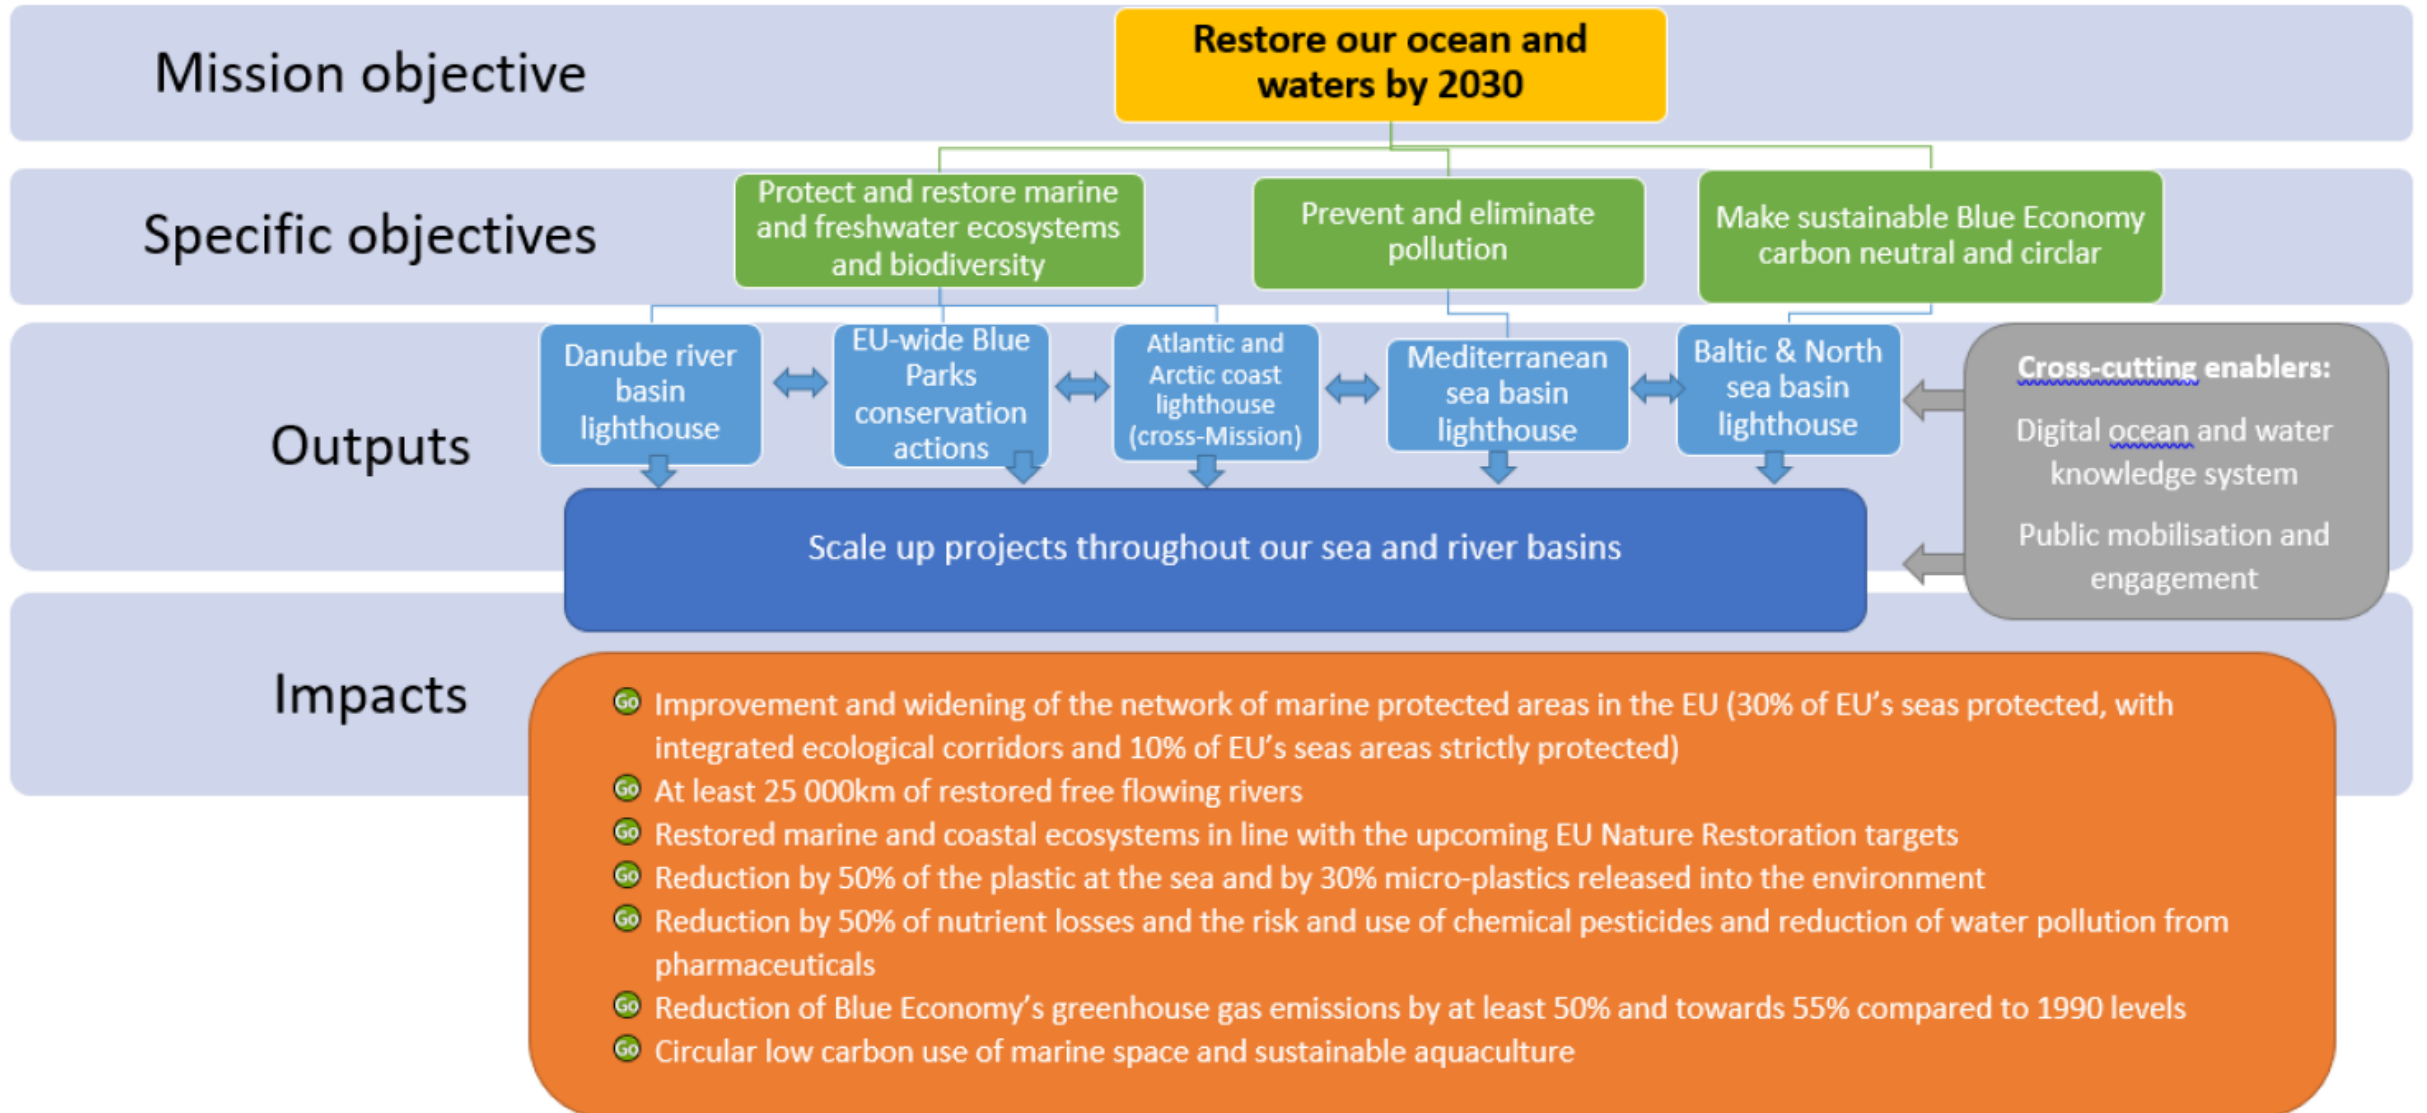 Mission objective
Restore our ocean and
waters by 2030
Specific objectives
Protect and restore marine
and freshwater ecosystems
and biodiversity
Prevent and eliminate
pollution
Make sustainable Blue Economy
carbon neutral and circlar
Outputs
Danube river
basin
lighthouse
EU-wide Blue
Parks
conservation
actions
Atlantic and
Arctic coast
lighthouse
(cross-Mission)
Mediterranean
sea basin
lighthouse
Baltic & North
sea basin
lighthouse
Cross-cutting enablers:
Digital ocean and water
knowledge system
Public mobilisation and
engagement
Scale up projects throughout our sea and river basins
Impacts
Go Improvement and widening of the network of marine protected areas in the EU (30% of EU’s seas protected, with
integrated ecological corridors and 10% of EU’s seas areas strictly protected)
Go At least 25 000km of restored free flowing rivers
Go Restored marine and coastal ecosystems in line with the upcoming EU Nature Restoration targets
Go Reduction by 50% of the plastic at the sea and by 30% micro-plastics released into the environment
Go Reduction by 50% of nutrient losses and the risk and use of chemical pesticides and reduction of water pollution from
pharmaceuticals
Go Reduction of Blue Economy’s greenhouse gas emissions by at least 50% and towards 55% compared to 1990 levels
Go Circular low carbon use of marine space and sustainable aquaculture